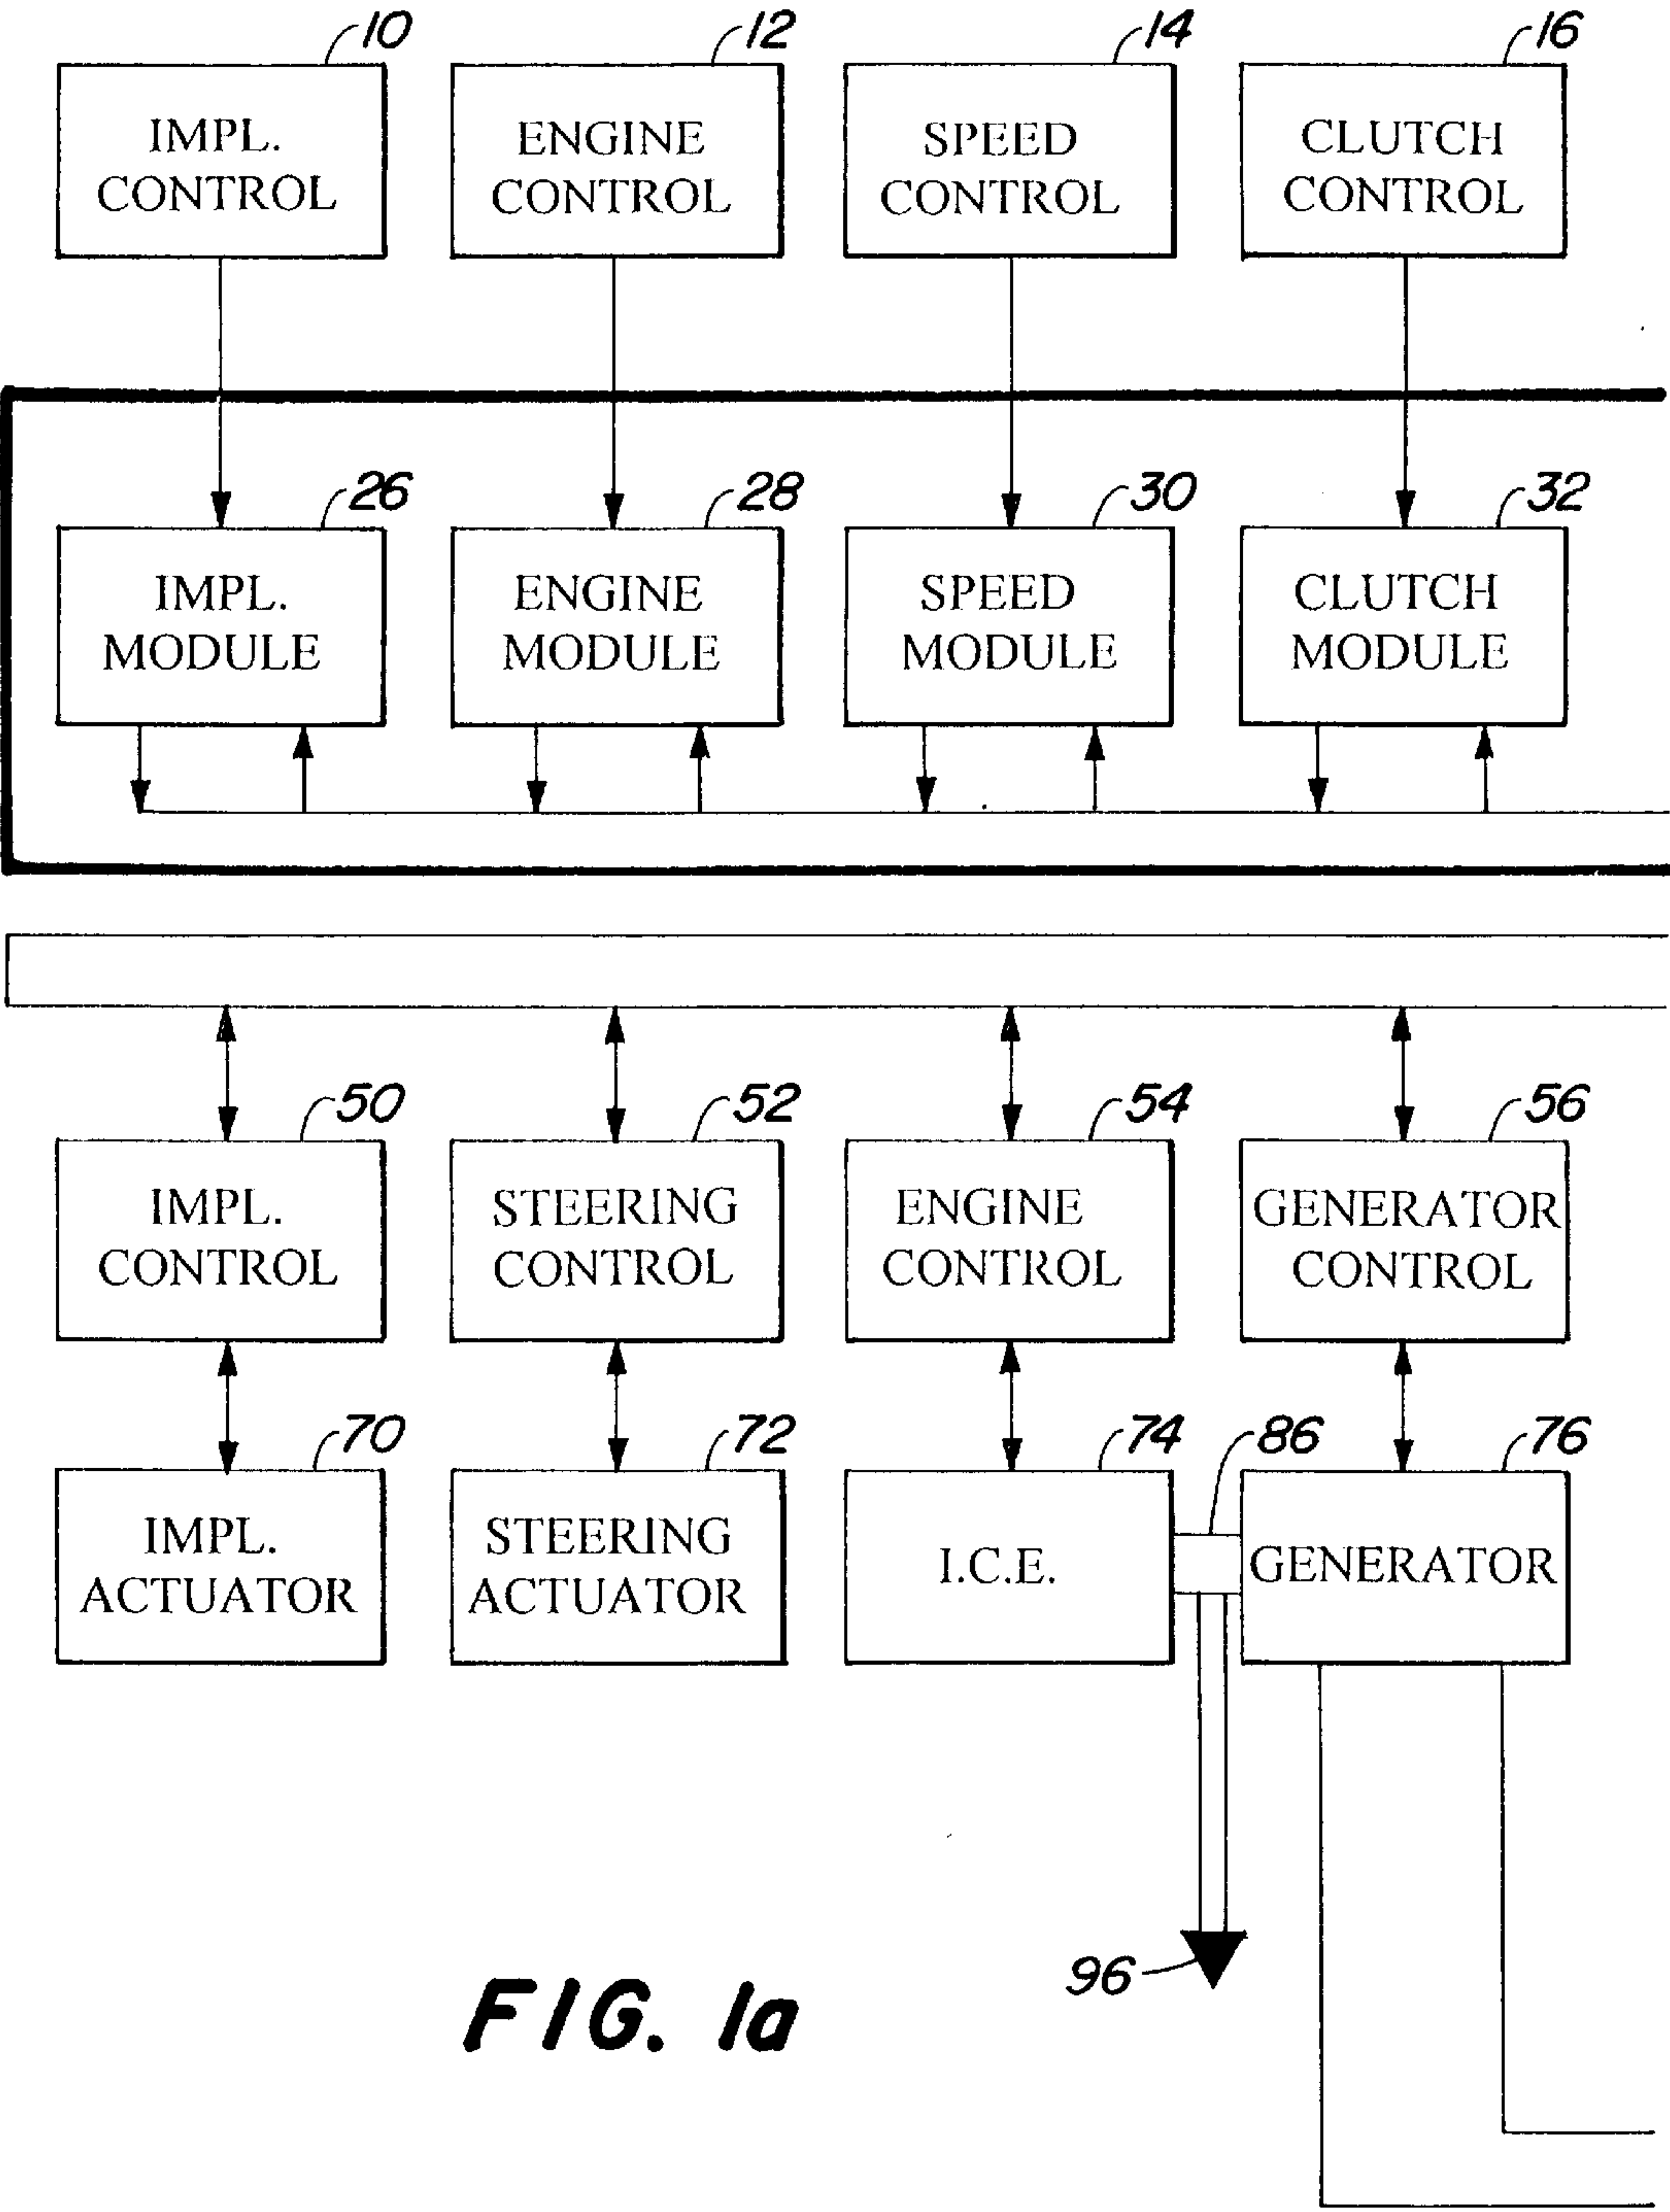 10 12 14 16
IMPL. ENGINE SPEED CLUTCH
CONTROL CONTROL CONTROL CONTROL
26 28 30 32
IMPL. ENGINE SPEED CLUTCH
MODULE MODULE MODULE MODULE
50 52 54 56
IMPL. STEERING ENGINE GENERATOR
CONTROL CONTROL CONTROL CONTROL
70 72 74 86 76
IMPL. STEERING I.C.E. GENERATOR
ACTUATOR ACTUATOR
96
FIG. 1a